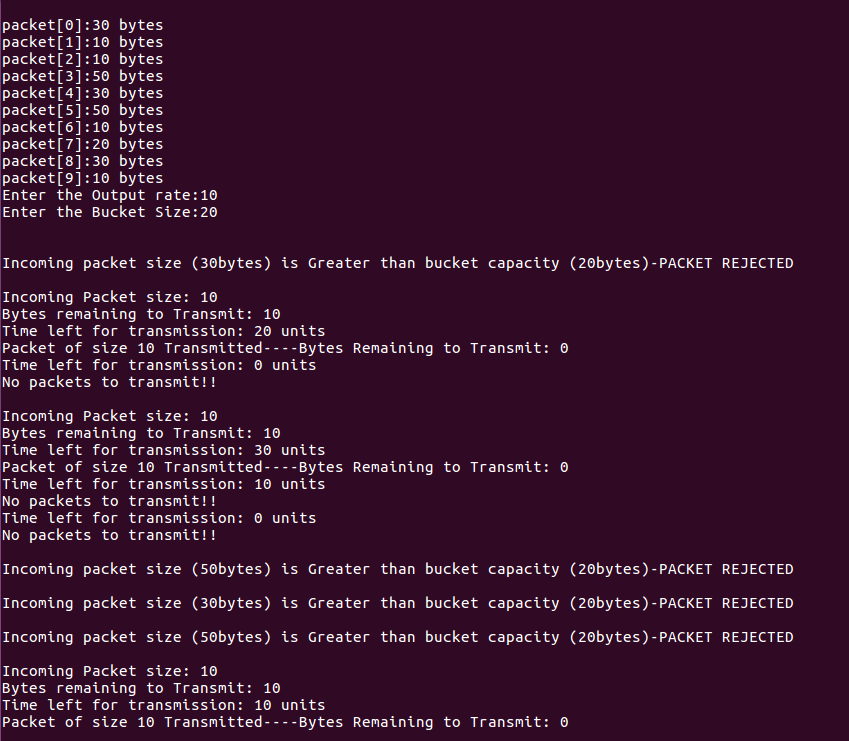 packet[0]:30 bytes
packet[1]:10 bytes
packet[2]:10 bytes
packet[3]:50 bytes
packet[4]:30 bytes
packet[5]:50 bytes
packet[6]:10 bytes
packet[7]:20 bytes
packet[8]:30 bytes
packet[9]:10 bytes
Enter the Output rate:10
Enter the Bucket Size:20
Incoming packet size (30bytes) is Greater than bucket capacity (20bytes)-PACKET REJECTED
Incoming Packet size: 10
Bytes remaining to Transmit: 10
Time left for transmission: 20 units
Packet of size 10 Transmitted----Bytes Remaining to Transmit: 0
Time left for transmission: 0 units
No packets to transmit!!
Incoming Packet size: 10
Bytes remaining to Transmit: 10
Time left for transmission: 30 units
Packet of size 10 Transmitted----Bytes Remaining to Transmit: 0
Time left for transmission: 10 units
No packets to transmit!!
Time left for transmission: 0 units
No packets to transmit!!
Incoming packet size (50bytes) is Greater than bucket capacity (20bytes)-PACKET REJECTED
Incoming packet size (30bytes) is Greater than bucket capacity (20bytes)-PACKET REJECTED
Incoming packet size (50bytes) is Greater than bucket capacity (20bytes)-PACKET REJECTED
Incoming Packet size: 10
Bytes remaining to Transmit: 10
Time left for transmission: 10 units
Packet of size 10 Transmitted----Bytes Remaining to Transmit: 0